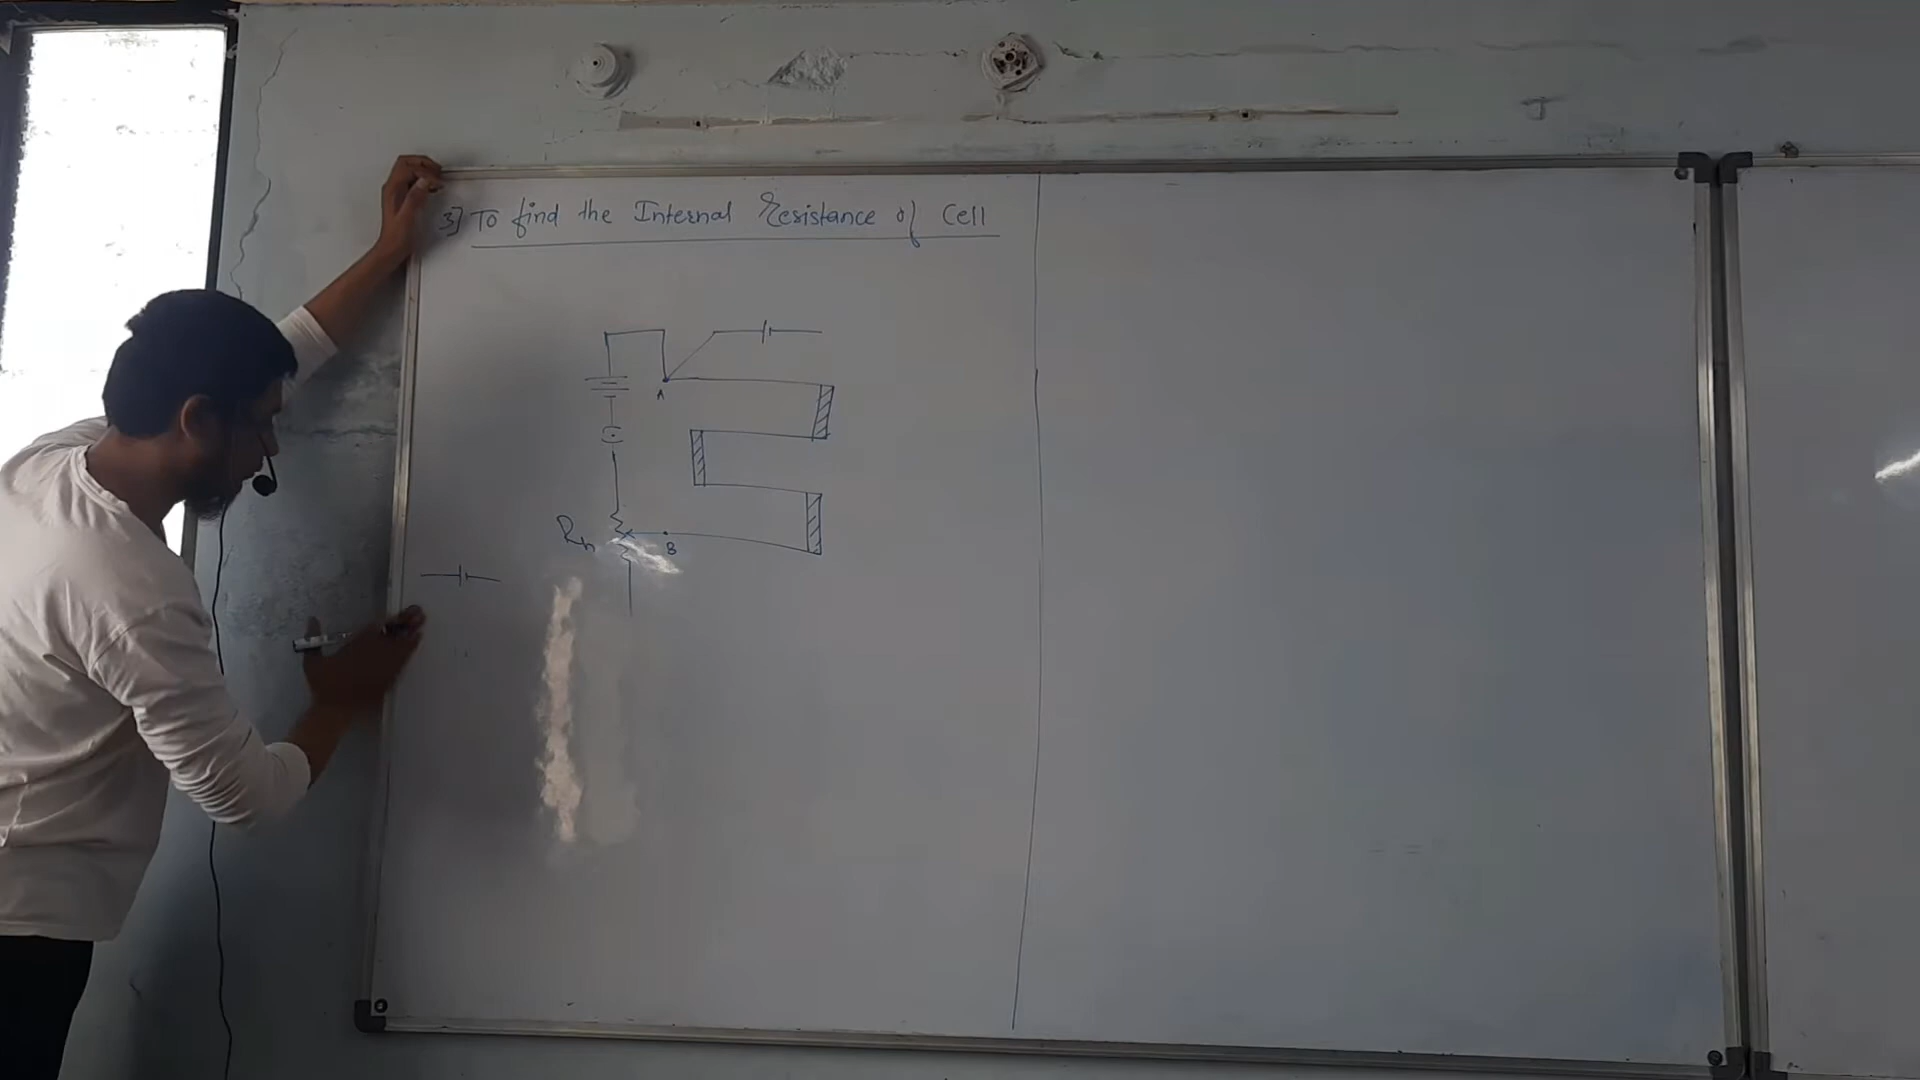 3] To find the Internal Resistance of Cell
A
Rh
B